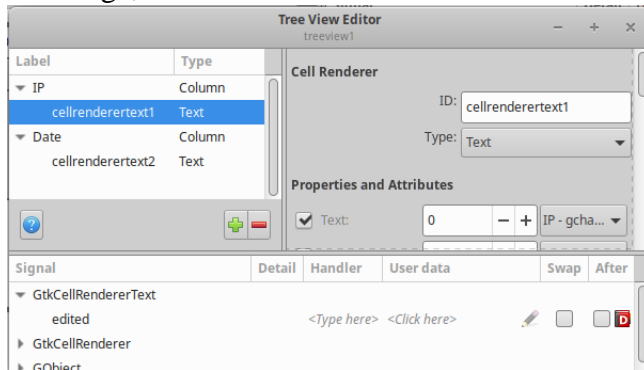 Tree View Editor
treeview1
Label Type
IP Column
cellrenderertext1 Text
Date Column
cellrenderertext2 Text
Cell Renderer
ID: cellrenderertext1
Type: Text
Properties and Attributes
Text: 0 IP - gcha...
Signal Detail Handler User data Swap After
GtkCellRendererText
edited <Type here> <Click here> D
GtkCellRenderer
GObject